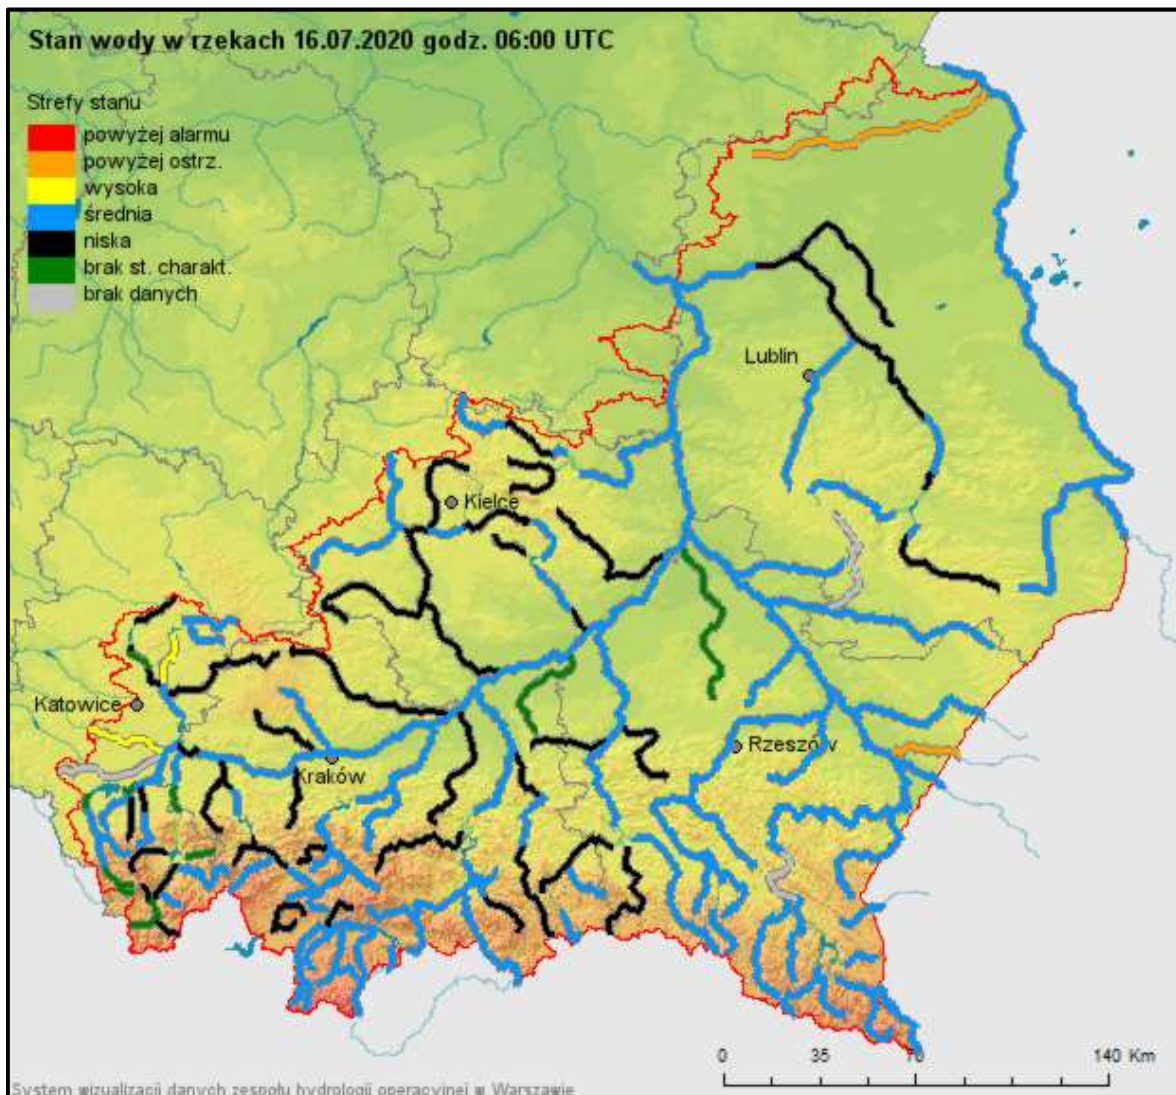 Stan wody w rzekach 16.07.2020 godz. 06:00 UTC
Strefy stanu
powyżej alarmu
powyżej ostrz.
wysoka
średnia
niska
brak st. charakt.
brak danych
Lublin
Kielce
Katowice
Rzeszów
Kraków
0 35 70 140 Km
System wizualizacji danych zespołu hydrologii operacyjnej w Warszawie